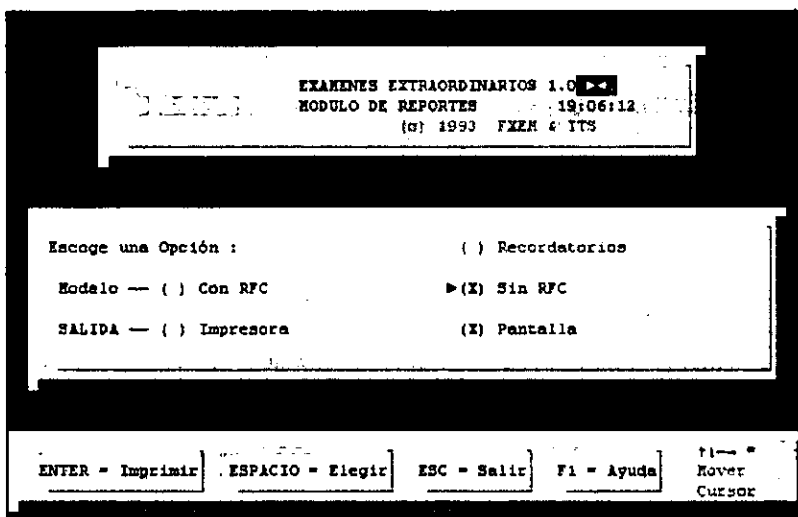 EXAMENES EXTRAORDINARIOS 1.0 ►◄
MODULO DE REPORTES 19:06:12
(c) 1993 FXEM & ITS
Escoge una Opción : ( ) Recordatorios
Modelo — ( ) Con RFC ►(X) Sin RFC
SALIDA — ( ) Impresora (X) Pantalla
ENTER = Imprimir ESPACIO = Elegir ESC = Salir F1 = Ayuda
Mover
Cursor